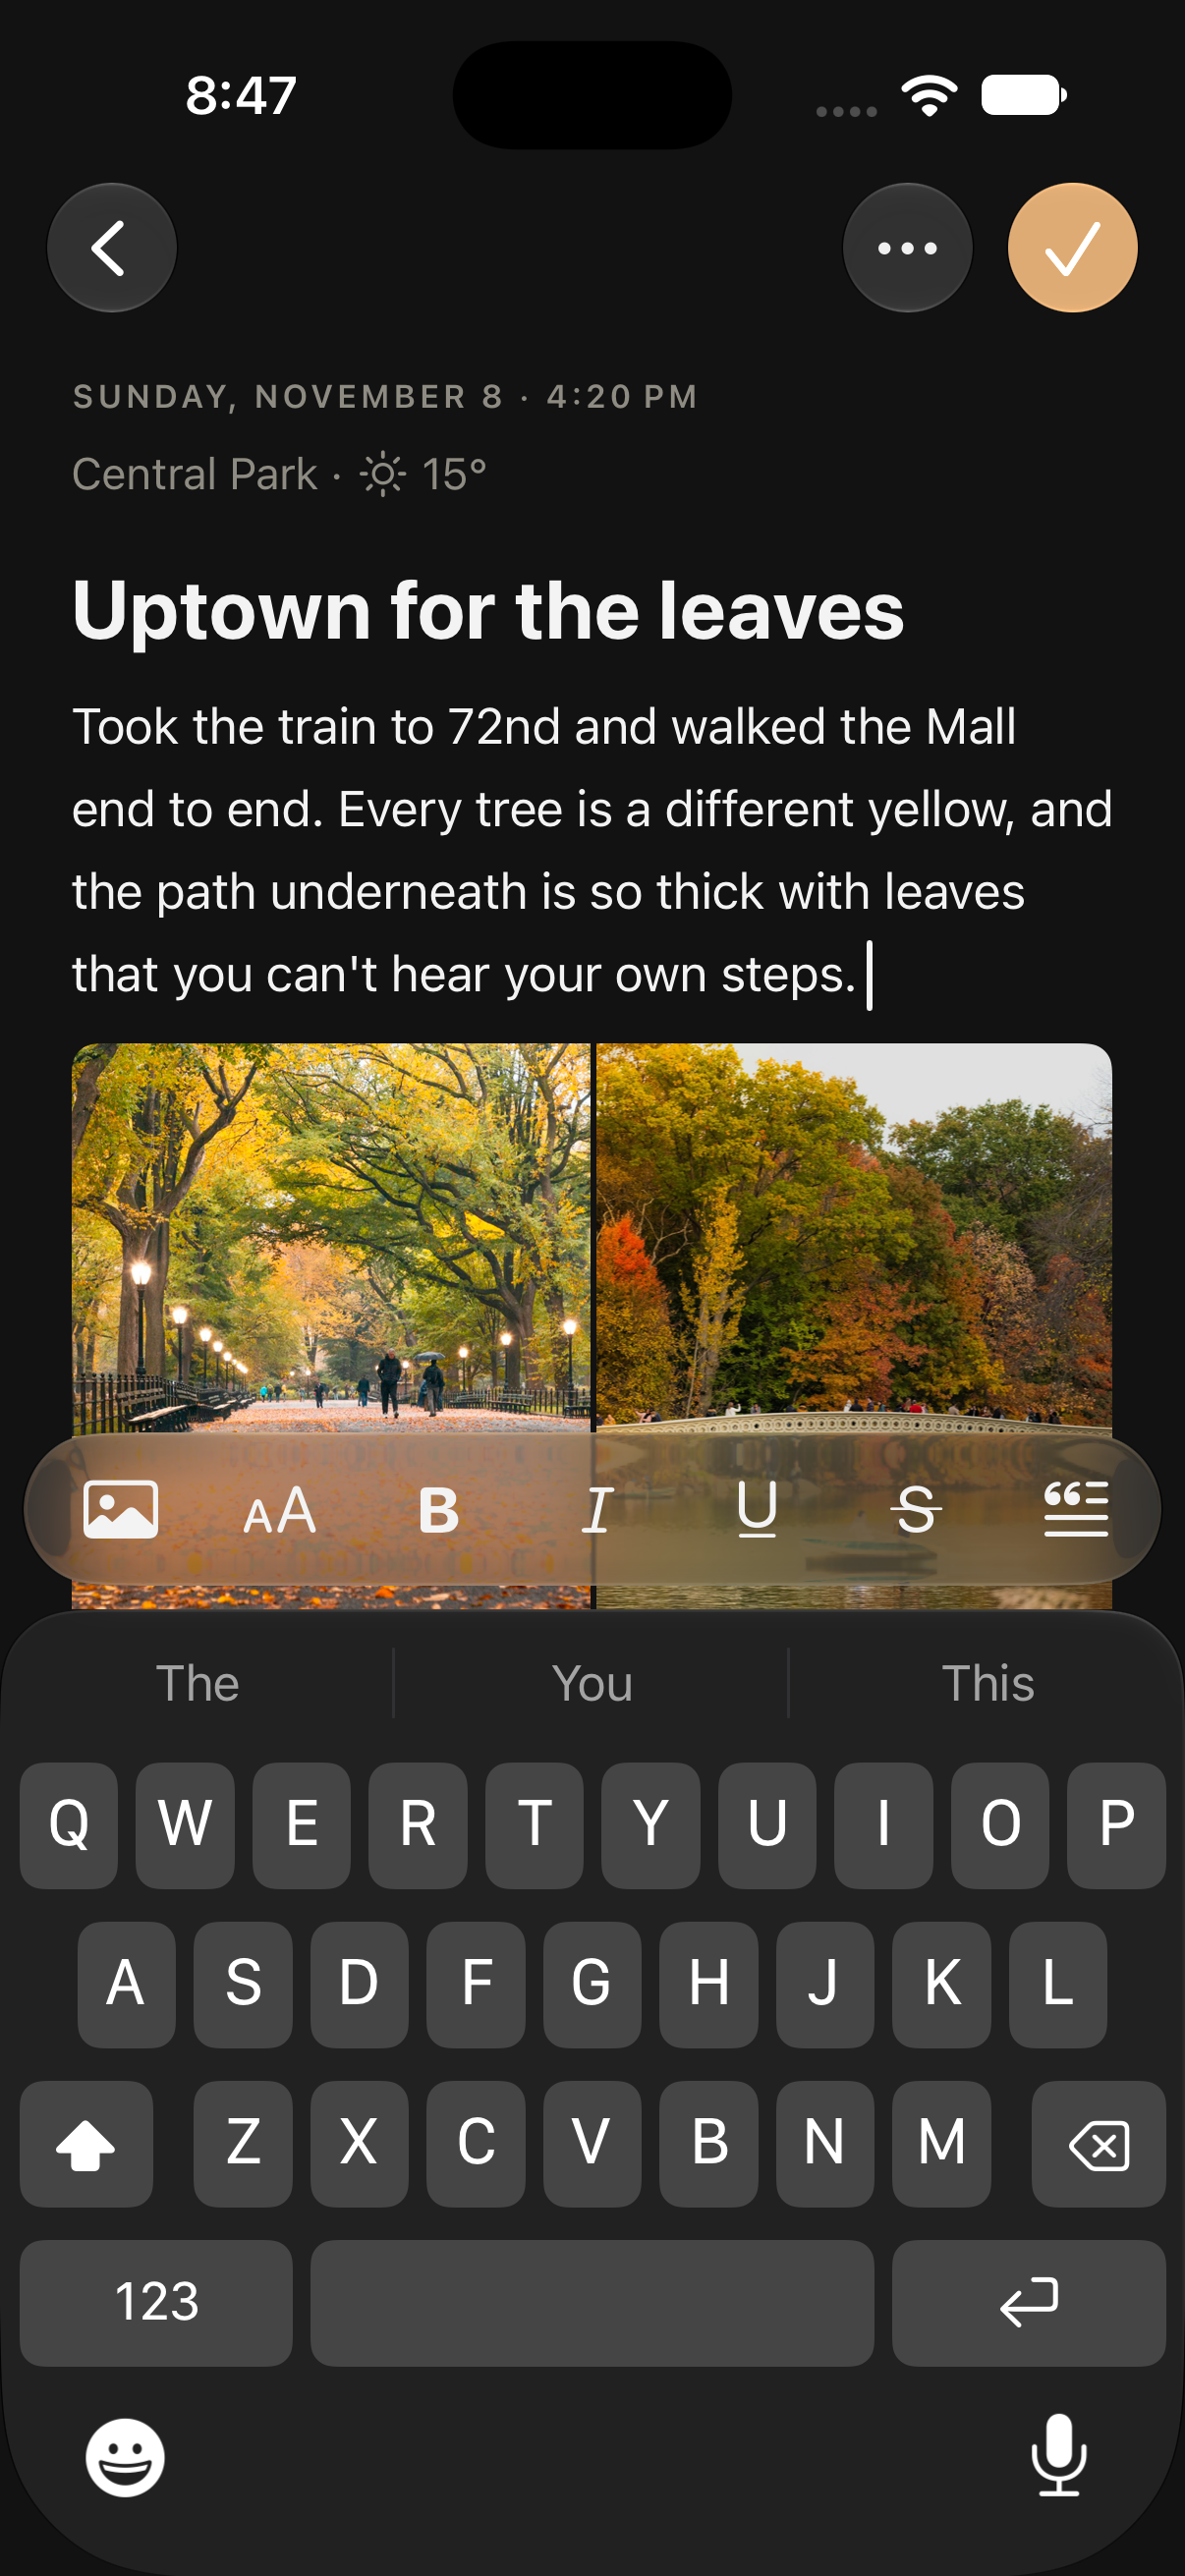 8:47
SUNDAY, NOVEMBER 8 · 4:20 PM
Central Park · 15°
Uptown for the leaves
Took the train to 72nd and walked the Mall
end to end. Every tree is a different yellow, and
the path underneath is so thick with leaves
that you can't hear your own steps.
AA B I U S
The You This
Q W E R T Y U I O P
A S D F G H J K L
Z X C V B N M
123